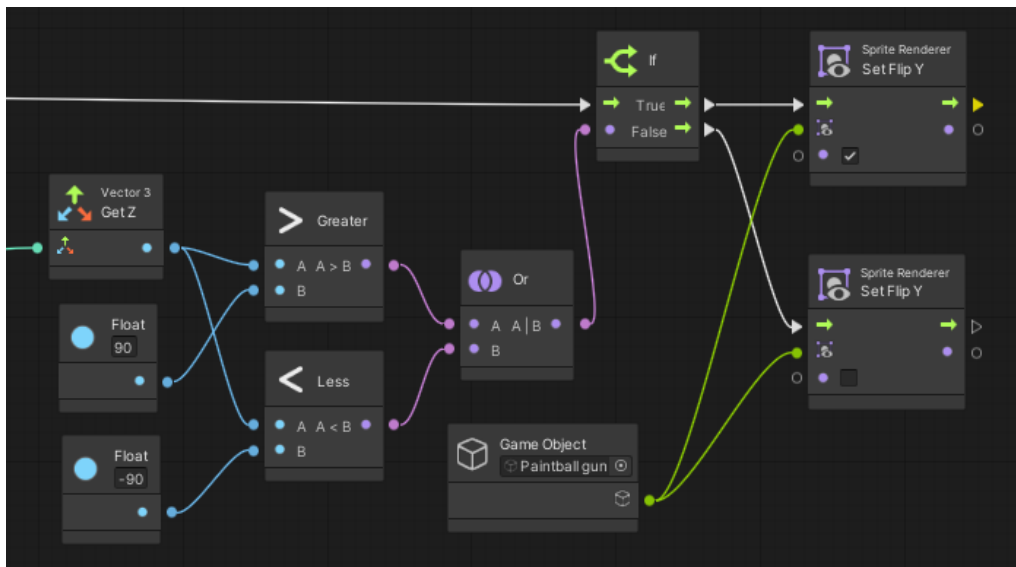 If
True
False
Sprite Renderer
Set Flip Y
Vector 3
Get Z
Greater
A A > B
B
Or
A A | B
B
Float
90
Less
A A < B
B
Float
-90
Game Object
Paintball gun
Sprite Renderer
Set Flip Y